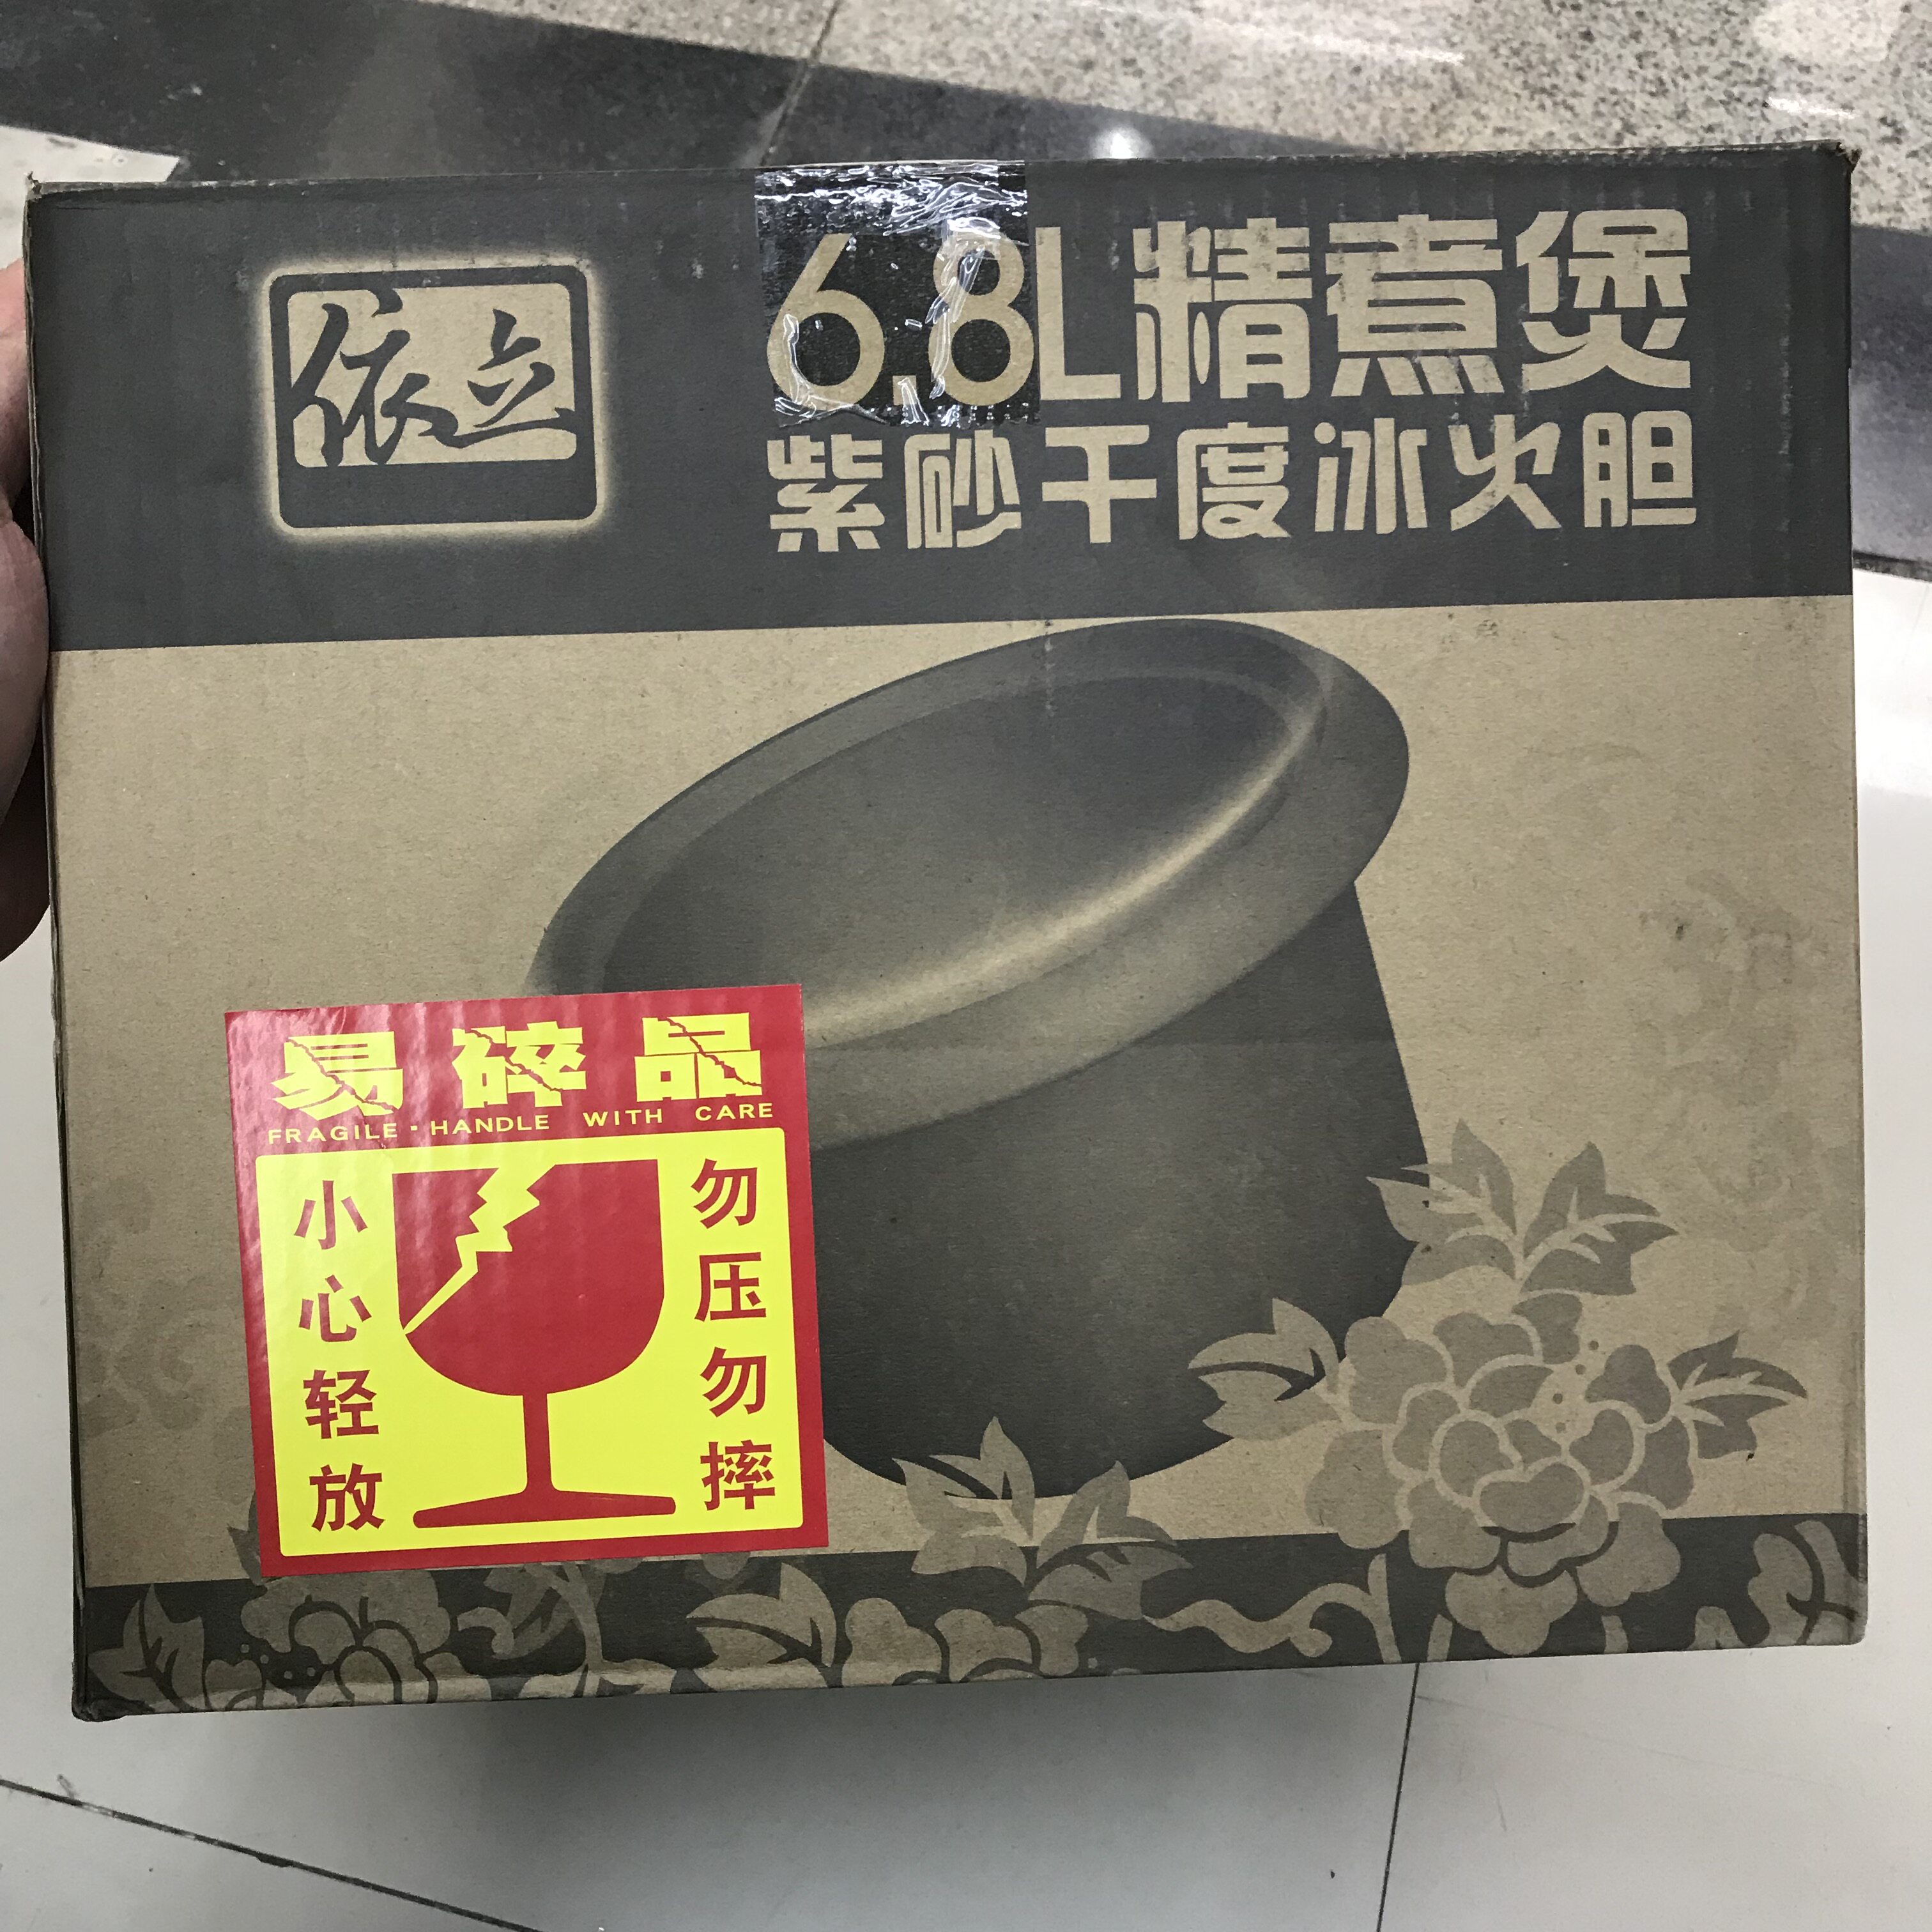 依立
6.8L精煮煲
紫砂千度冰火胆
易碎品
FRAGILE·HANDLE WITH CARE
小心轻放
勿压勿摔